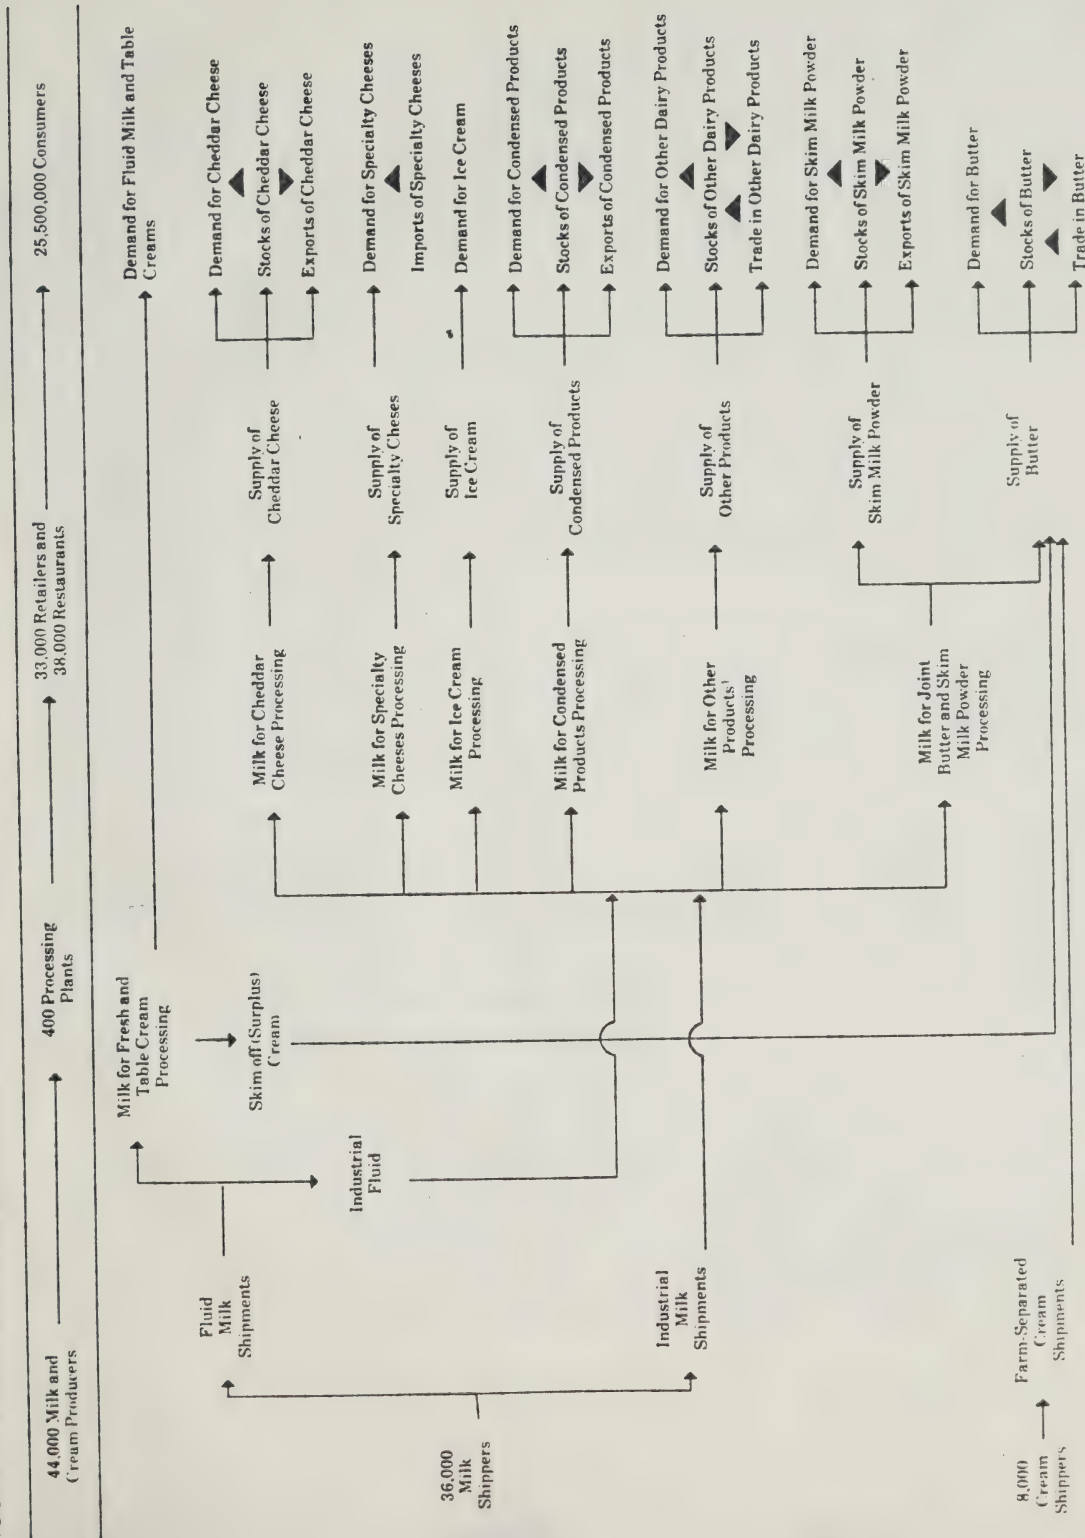 44,000 Milk and
Cream Producers
400 Processing
Plants
33,000 Retailers and
38,000 Restaurants
25,500,000 Consumers
36,000
Milk
Shippers
8,000
Cream
Shippers
Fluid
Milk
Shipments
Industrial
Milk
Shipments
Farm-Separated
Cream
Shipments
Industrial
Fluid
Milk for Fresh and
Table Cream
Processing
Skim off (Surplus)
Cream
Milk for Cheddar
Cheese Processing
Milk for Specialty
Cheeses Processing
Milk for Ice Cream
Processing
Milk for Condensed
Products Processing
Milk for Other
Products¹
Processing
Milk for Joint
Butter and Skim
Milk Powder
Processing
Supply of
Cheddar Cheese
Supply of
Specialty Cheses
Supply of
Ice Cream
Supply of
Condensed Products
Supply of
Other Products
Supply of
Skim Milk Powder
Supply of
Butter
Demand for Fluid Milk and Table
Creams
Demand for Cheddar Cheese
Stocks of Cheddar Cheese
Exports of Cheddar Cheese
Demand for Specialty Cheeses
Imports of Specialty Cheeses
Demand for Ice Cream
Demand for Condensed Products
Stocks of Condensed Products
Exports of Condensed Products
Demand for Other Dairy Products
Stocks of Other Dairy Products
Trade in Other Dairy Products
Demand for Skim Milk Powder
Stocks of Skim Milk Powder
Exports of Skim Milk Powder
Demand for Butter
Stocks of Butter
Trade in Butter